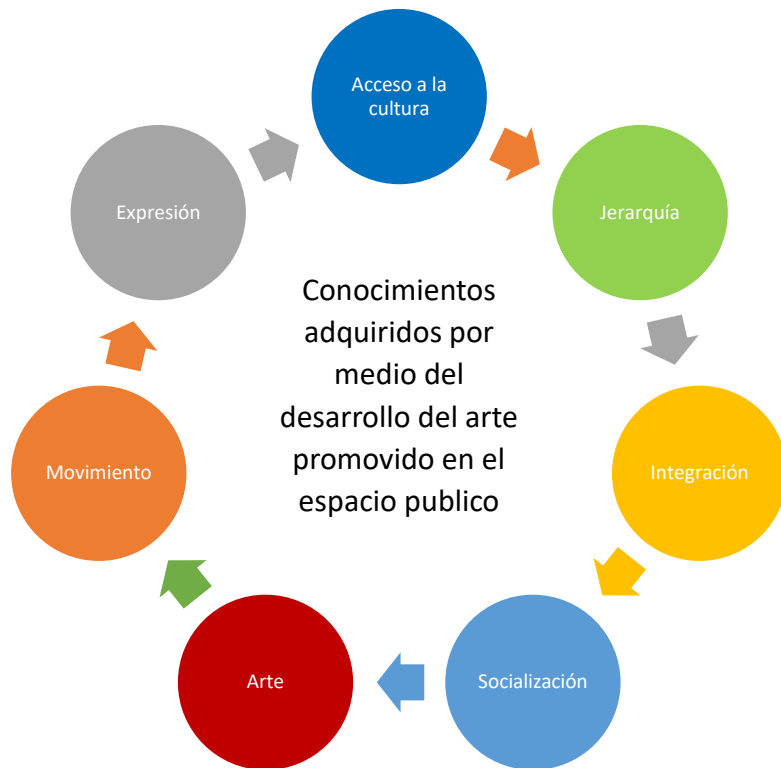 Acceso a la
cultura
Jerarquía
Integración
Socialización
Arte
Movimiento
Expresión
Conocimientos
adquiridos por
medio del
desarrollo del arte
promovido en el
espacio publico